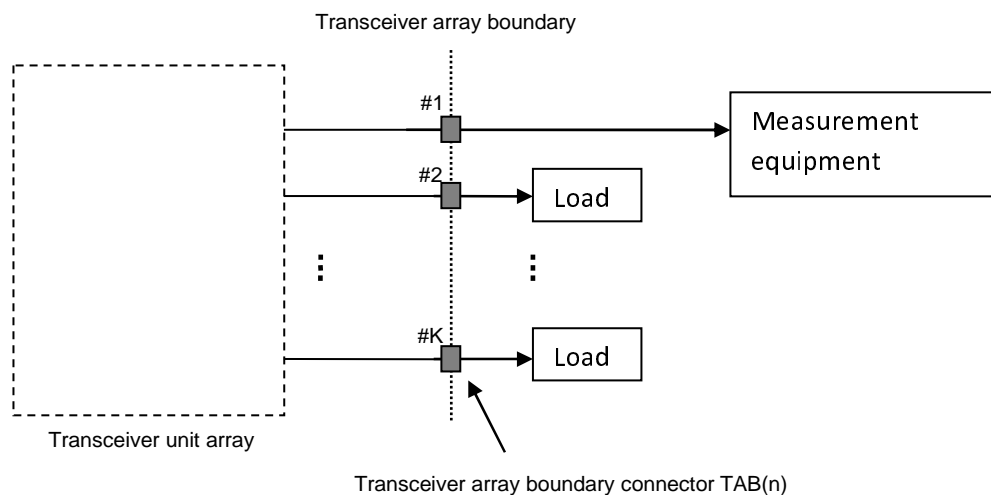 Transceiver array boundary
#1
Measurement
equipment
#2
Load
#K
Load
Transceiver unit array
Transceiver array boundary connector TAB(n)